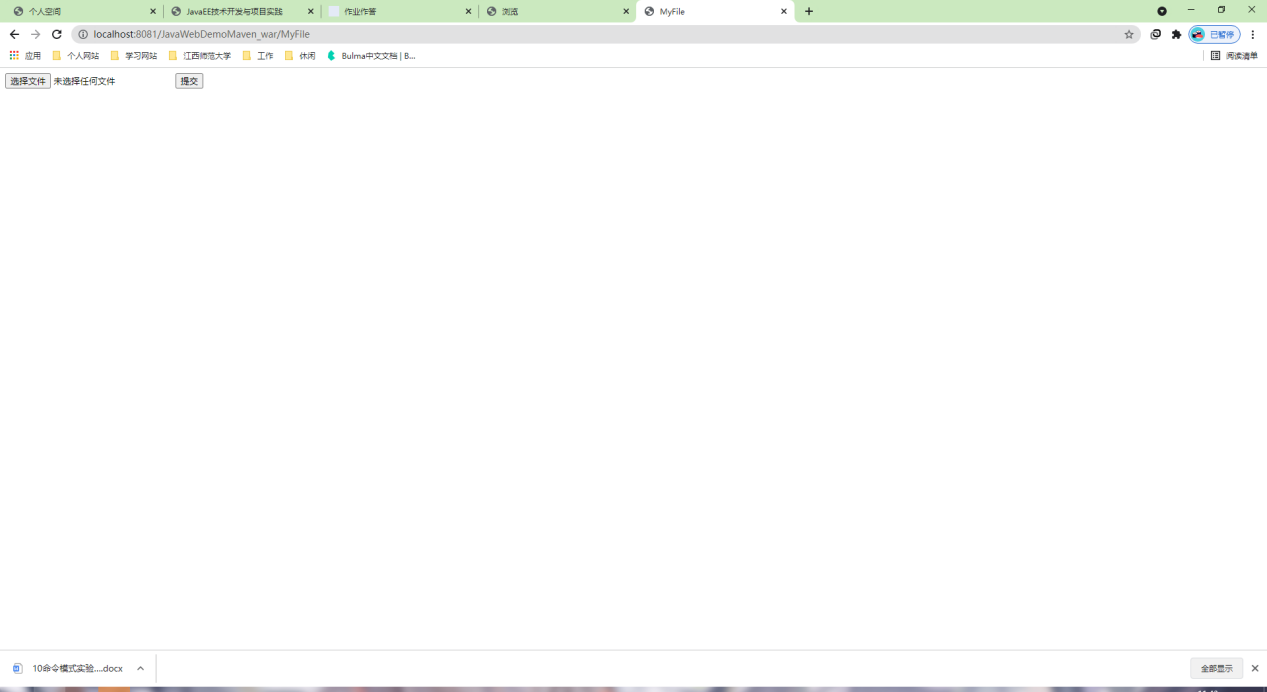 个人空间
JavaEE技术开发与项目实践
作业作答
浏览
MyFile
localhost:8081/JavaWebDemoMaven_war/MyFile
已暂停
应用 个人网站 学习网站 江西师范大学 工作 休闲 Bulma中文文档 | B...
阅读清单
选择文件 未选择任何文件 提交
10命令模式实验....docx
全部显示